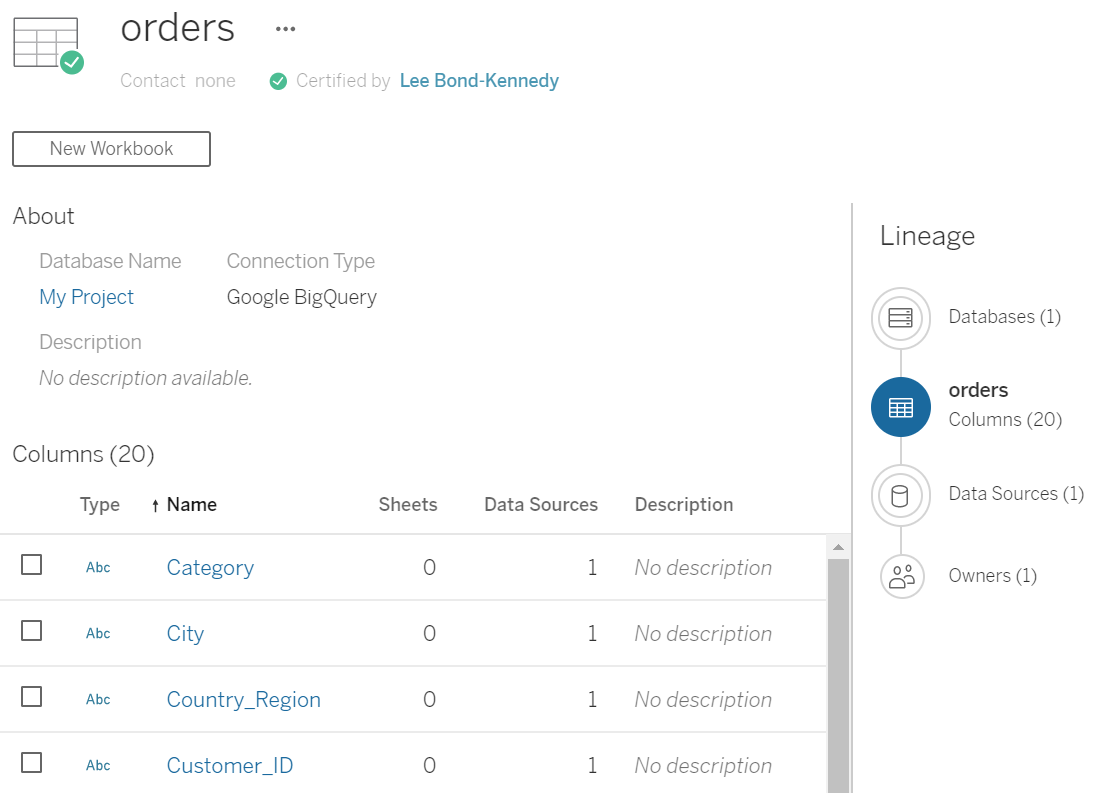 orders ...
Contact none Certified by Lee Bond-Kennedy
New Workbook
About
Database Name Connection Type
My Project Google BigQuery
Description
No description available.
Columns (20)
Type ↑ Name Sheets Data Sources Description
Abc Category 0 1 No description
Abc City 0 1 No description
Abc Country_Region 0 1 No description
Abc Customer_ID 0 1 No description
Lineage
Databases (1)
orders
Columns (20)
Data Sources (1)
Owners (1)